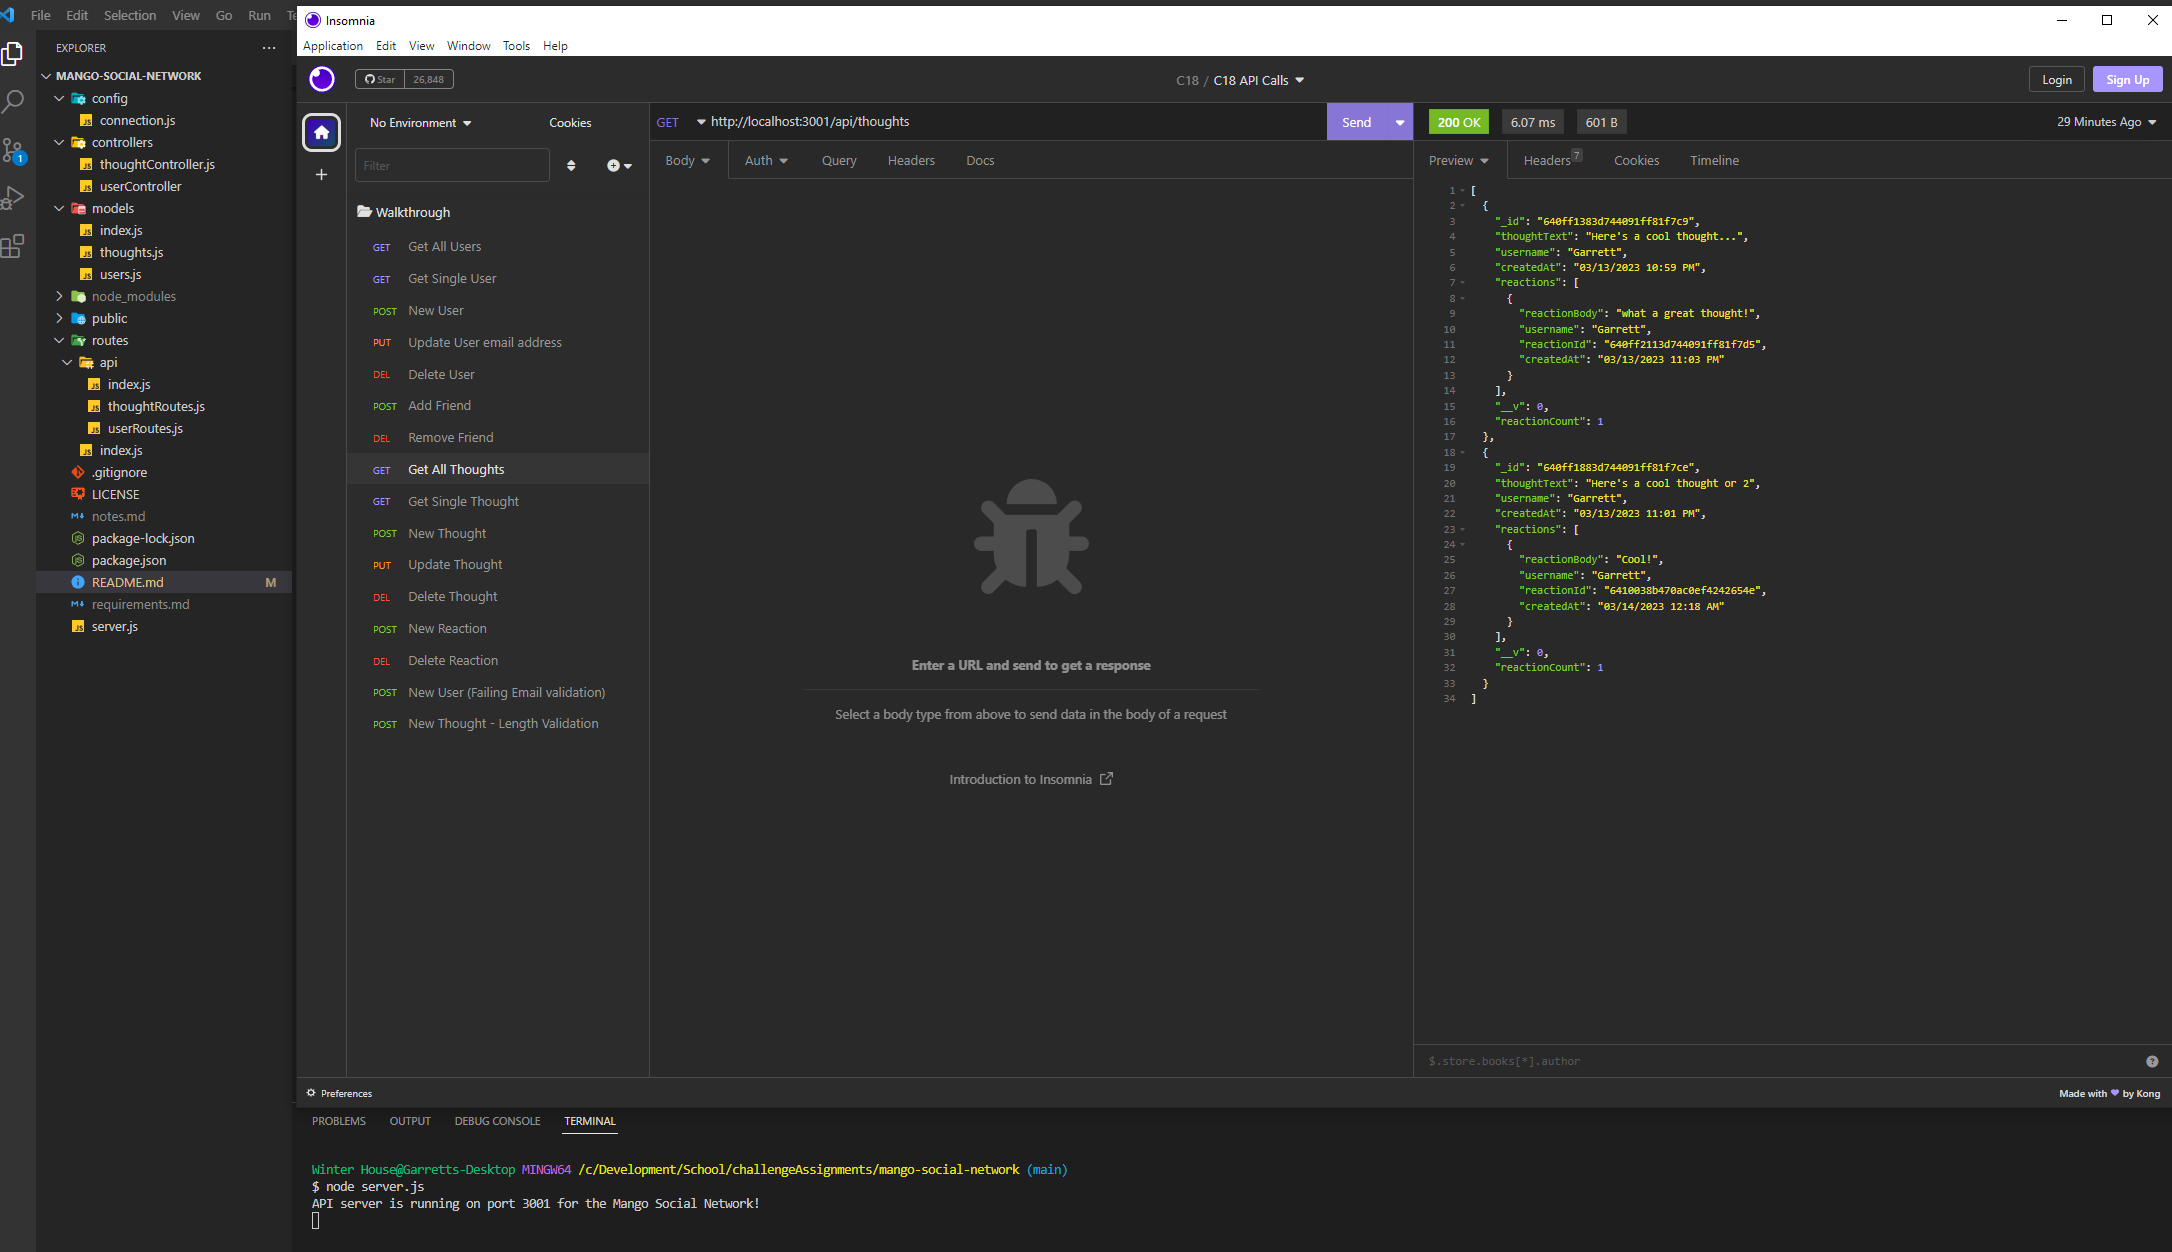 File Edit Selection View Go Run Te
EXPLORER
MANGO-SOCIAL-NETWORK
config
connection.js
controllers
thoughtController.js
userController
models
index.js
thoughts.js
users.js
node_modules
public
routes
api
index.js
thoughtRoutes.js
userRoutes.js
index.js
.gitignore
LICENSE
notes.md
package-lock.json
package.json
README.md M
requirements.md
server.js
1
Insomnia
Application Edit View Window Tools Help
Star 26,848
C18 / C18 API Calls
Login Sign Up
No Environment Cookies
Filter
Walkthrough
GET Get All Users
GET Get Single User
POST New User
PUT Update User email address
DEL Delete User
POST Add Friend
DEL Remove Friend
GET Get All Thoughts
GET Get Single Thought
POST New Thought
PUT Update Thought
DEL Delete Thought
POST New Reaction
DEL Delete Reaction
POST New User (Failing Email validation)
POST New Thought - Length Validation
GET http://localhost:3001/api/thoughts Send
Body Auth Query Headers Docs
Enter a URL and send to get a response
Select a body type from above to send data in the body of a request
Introduction to Insomnia
200 OK 6.07 ms 601 B 29 Minutes Ago
Preview Headers 7 Cookies Timeline
1 [
2 {
3 "_id": "640ff1383d744091ff81f7c9",
4 "thoughtText": "Here's a cool thought...",
5 "username": "Garrett",
6 "createdAt": "03/13/2023 10:59 PM",
7 "reactions": [
8 {
9 "reactionBody": "what a great thought!",
10 "username": "Garrett",
11 "reactionId": "640ff2113d744091ff81f7d5",
12 "createdAt": "03/13/2023 11:03 PM"
13 }
14 ],
15 "__v": 0,
16 "reactionCount": 1
17 },
18 {
19 "_id": "640ff1883d744091ff81f7ce",
20 "thoughtText": "Here's a cool thought or 2",
21 "username": "Garrett",
22 "createdAt": "03/13/2023 11:01 PM",
23 "reactions": [
24 {
25 "reactionBody": "Cool!",
26 "username": "Garrett",
27 "reactionId": "6410038b470ac0ef4242654e",
28 "createdAt": "03/14/2023 12:18 AM"
29 }
30 ],
31 "__v": 0,
32 "reactionCount": 1
33 }
34 ]
$.store.books[*].author
Preferences
Made with ❤ by Kong
PROBLEMS OUTPUT DEBUG CONSOLE TERMINAL
Winter House@Garretts-Desktop MINGW64 /c/Development/School/challengeAssignments/mango-social-network (main)
$ node server.js
API server is running on port 3001 for the Mango Social Network!